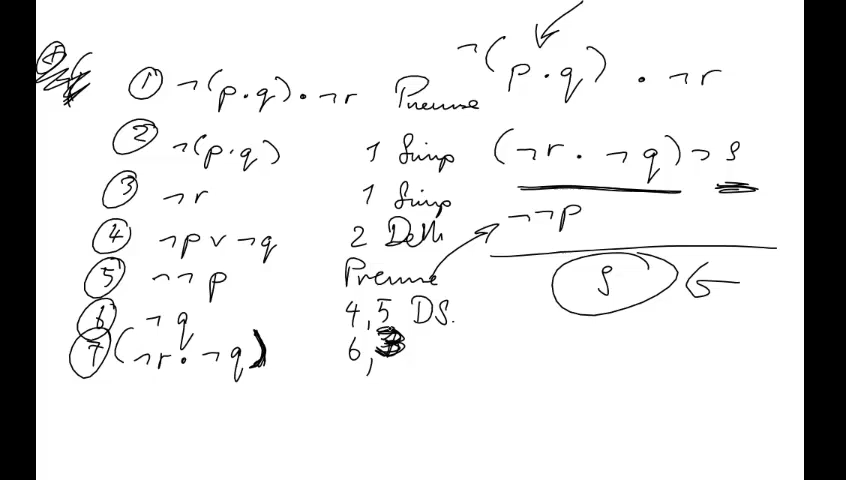 ① ¬(p·q)·¬r Premise
② ¬(p·q) 1 Simp
③ ¬r 1 Simp
④ ¬p∨¬q 2 DeM
⑤ ¬¬p Premise
⑥ ¬q 4,5 DS.
⑦ (¬r·¬q) 6,3
¬(p·q)·¬r
(¬r·¬q)⊃s
¬¬p
s